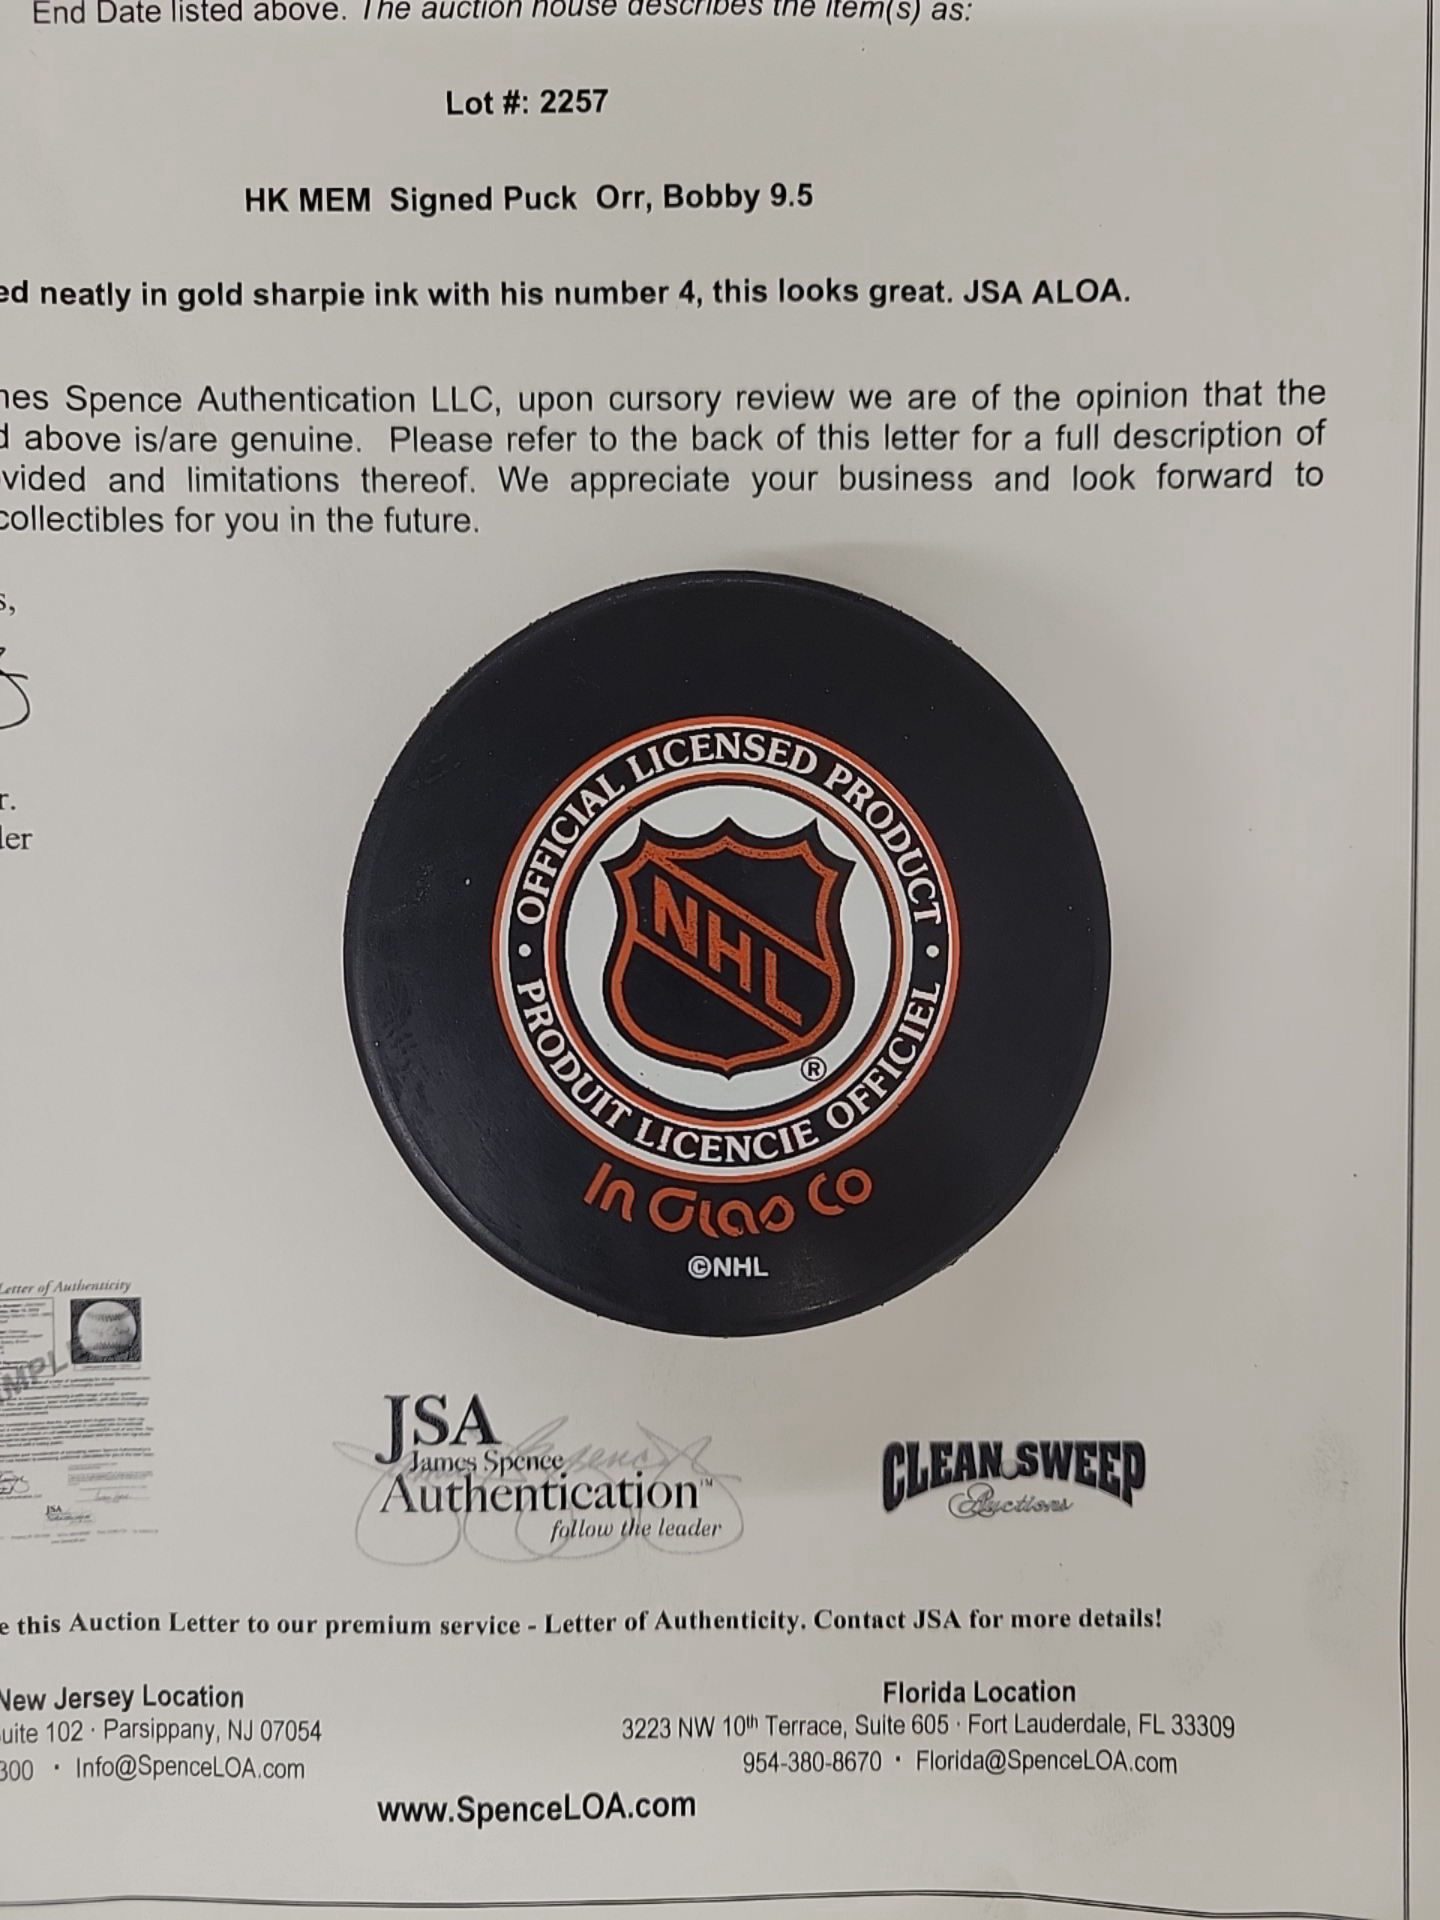 End Date listed above. The auction house describes the item(s) as:
Lot #: 2257
HK MEM Signed Puck Orr, Bobby 9.5
ed neatly in gold sharpie ink with his number 4, this looks great. JSA ALOA.
mes Spence Authentication LLC, upon cursory review we are of the opinion that the
d above is/are genuine. Please refer to the back of this letter for a full description of
vided and limitations thereof. We appreciate your business and look forward to
collectibles for you in the future.
s,
r.
der
OFFICIAL LICENSED PRODUCT
NHL
®
• PRODUIT LICENCIE OFFICIEL •
In Glas Co
©NHL
Letter of Authenticity
JSA
James Spence
Authentication™
follow the leader
CLEAN SWEEP
Auctions
e this Auction Letter to our premium service - Letter of Authenticity. Contact JSA for more details!
New Jersey Location
uite 102 · Parsippany, NJ 07054
300 · Info@SpenceLOA.com
Florida Location
3223 NW 10th Terrace, Suite 605 · Fort Lauderdale, FL 33309
954-380-8670 · Florida@SpenceLOA.com
www.SpenceLOA.com